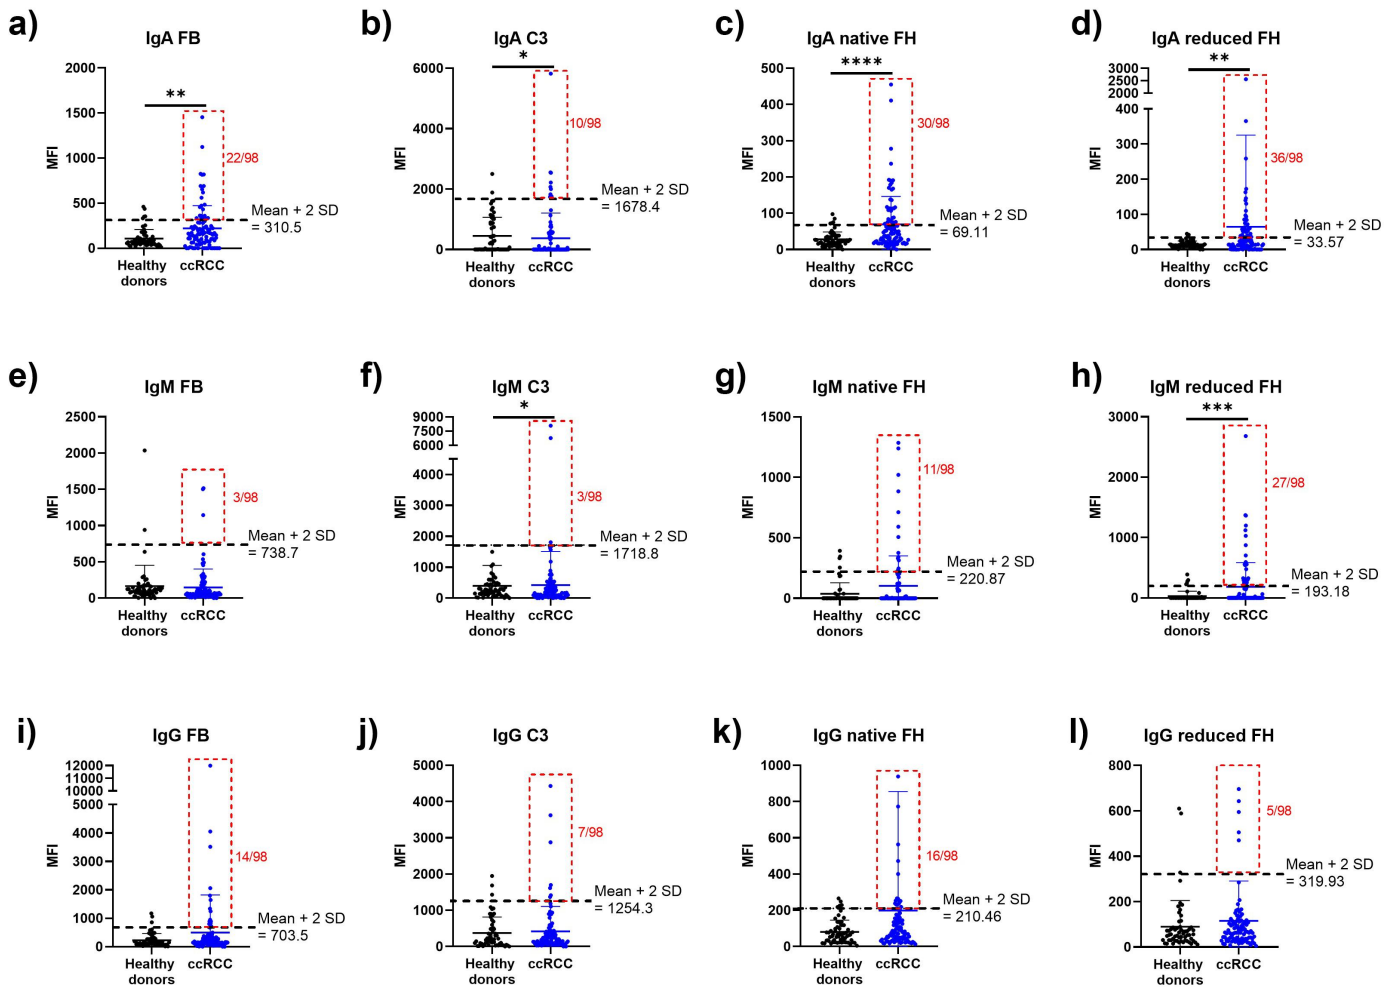 a)
IgA FB
MFI
2000
1500
1000
500
0
**
22/98
Mean + 2 SD
= 310.5
Healthy
donors
ccRCC
b)
IgA C3
MFI
6000
4000
2000
0
*
10/98
Mean + 2 SD
= 1678.4
Healthy
donors
ccRCC
c)
IgA native FH
MFI
500
400
300
200
100
0
****
30/98
Mean + 2 SD
= 69.11
Healthy
donors
ccRCC
d)
IgA reduced FH
MFI
3000
2500
2000
400
300
200
100
0
**
36/98
Mean + 2 SD
= 33.57
Healthy
donors
ccRCC
e)
IgM FB
MFI
2500
2000
1500
1000
500
0
3/98
Mean + 2 SD
= 738.7
Healthy
donors
ccRCC
f)
IgM C3
MFI
9000
7500
6000
4000
3000
2000
1000
0
*
3/98
Mean + 2 SD
= 1718.8
Healthy
donors
ccRCC
g)
IgM native FH
MFI
1500
1000
500
0
11/98
Mean + 2 SD
= 220.87
Healthy
donors
ccRCC
h)
IgM reduced FH
MFI
3000
2000
1000
0
***
27/98
Mean + 2 SD
= 193.18
Healthy
donors
ccRCC
i)
IgG FB
MFI
12000
11000
10000
5000
4000
3000
2000
1000
0
14/98
Mean + 2 SD
= 703.5
Healthy
donors
ccRCC
j)
IgG C3
MFI
5000
4000
3000
2000
1000
0
7/98
Mean + 2 SD
= 1254.3
Healthy
donors
ccRCC
k)
IgG native FH
MFI
1000
800
600
400
200
0
16/98
Mean + 2 SD
= 210.46
Healthy
donors
ccRCC
l)
IgG reduced FH
MFI
800
600
400
200
0
5/98
Mean + 2 SD
= 319.93
Healthy
donors
ccRCC